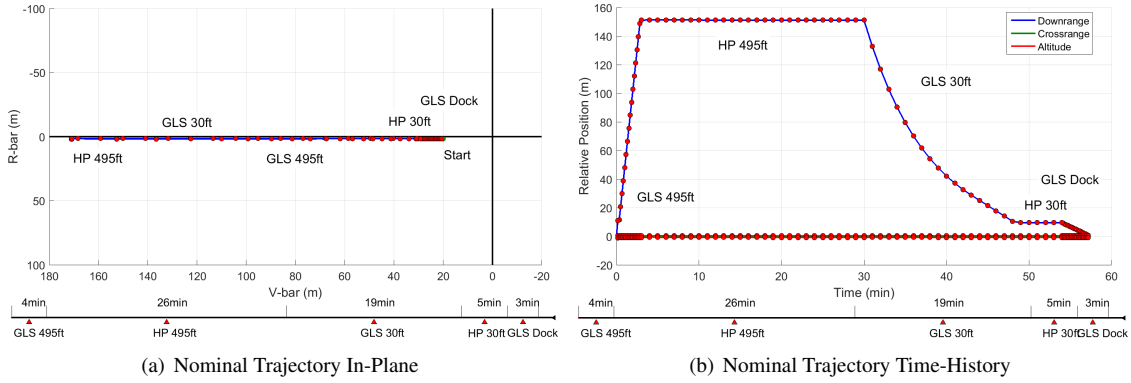 -100
-50
0
50
100
R-bar (m)
GLS Dock
GLS 30ft
HP 30ft
HP 495ft
GLS 495ft
Start
180
160
140
120
100
80
60
40
20
0
-20
V-bar (m)
4min
26min
19min
5min
3min
GLS 495ft
HP 495ft
GLS 30ft
HP 30ft
GLS Dock
(a) Nominal Trajectory In-Plane
160
140
120
100
80
60
40
20
0
-20
Relative Position (m)
Downrange
Crossrange
Altitude
HP 495ft
GLS 30ft
GLS 495ft
GLS Dock
HP 30ft
0
10
20
30
40
50
60
Time (min)
4min
26min
19min
5min
3min
GLS 495ft
HP 495ft
GLS 30ft
HP 30ft
GLS Dock
(b) Nominal Trajectory Time-History